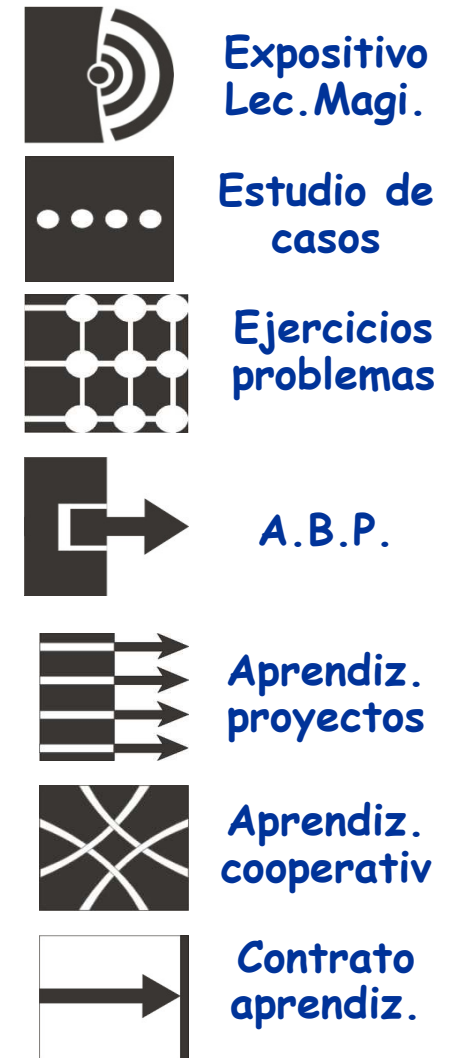 Expositivo
Lec.Magi.
Estudio de
casos
Ejercicios
problemas
A.B.P.
Aprendiz.
proyectos
Aprendiz.
cooperativ
Contrato
aprendiz.